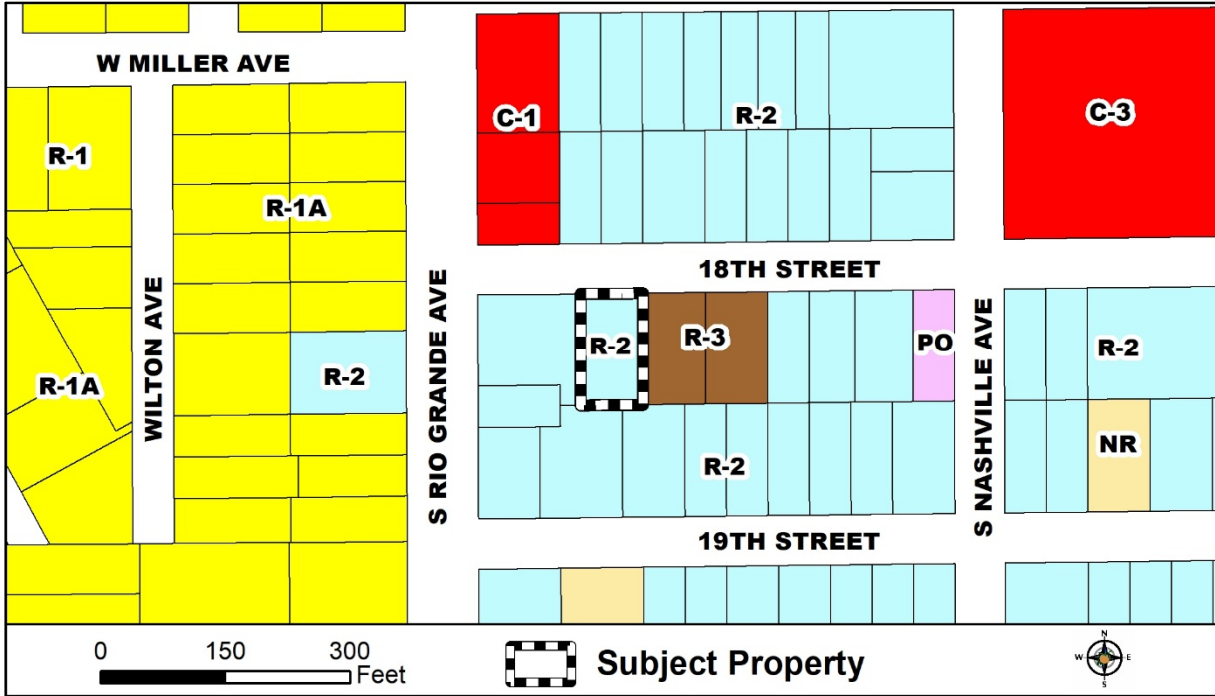 W MILLER AVE
C-1
R-2
C-3
R-1
R-1A
WILTON AVE
S RIO GRANDE AVE
18TH STREET
S NASHVILLE AVE
R-1A
R-2
R-2
R-3
PO
R-2
R-2
NR
19TH STREET
0 150 300
Feet
Subject Property
N
W E
S